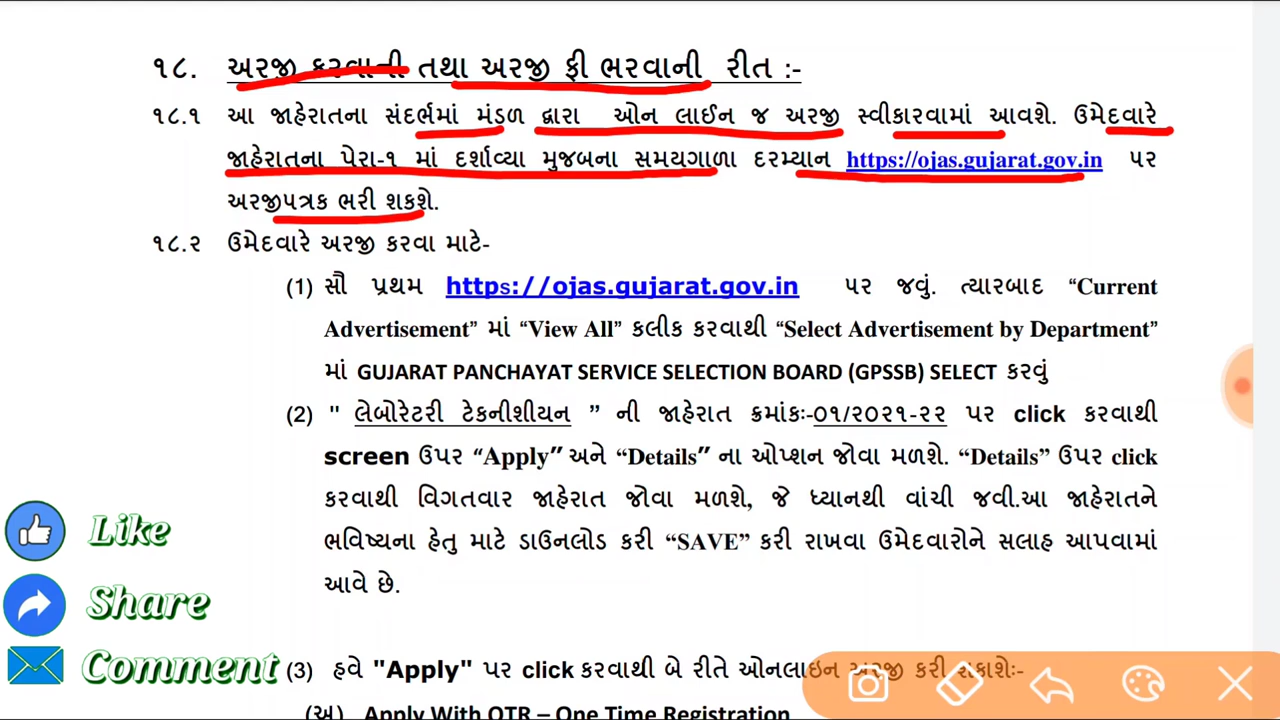 ૧૮. અરજી કરવાની તથા અરજી ફી ભરવાની રીત :-
૧૮.૧ આ જાહેરાતના સંદર્ભમાં મંડળ દ્વારા ઓન લાઈન જ અરજી સ્વીકારવામાં આવશે. ઉમેદવારે
જાહેરાતના પેરા-૧ માં દર્શાવ્યા મુજબના સમયગાળા દરમ્યાન https://ojas.gujarat.gov.in પર
અરજીપત્રક ભરી શકશે.
૧૮.૨ ઉમેદવારે અરજી કરવા માટે-
(1) સૌ પ્રથમ https://ojas.gujarat.gov.in પર જવું. ત્યારબાદ “Current
Advertisement” માં “View All” કલીક કરવાથી “Select Advertisement by Department”
માં GUJARAT PANCHAYAT SERVICE SELECTION BOARD (GPSSB) SELECT કરવું
(2) " લેબોરેટરી ટેકનીશીયન ” ની જાહેરાત ક્રમાંકઃ-૦૧/૨૦૨૧-૨૨ પર click કરવાથી
screen ઉપર “Apply” અને “Details” ના ઓપ્શન જોવા મળશે. “Details” ઉપર click
કરવાથી વિગતવાર જાહેરાત જોવા મળશે, જે ધ્યાનથી વાંચી જવી.આ જાહેરાતને
ભવિષ્યના હેતુ માટે ડાઉનલોડ કરી “SAVE” કરી રાખવા ઉમેદવારોને સલાહ આપવામાં
આવે છે.
Like
Share
Comment
(3) હવે "Apply" પર click કરવાથી બે રીતે ઓનલાઇન અરજી કરી શકાશેઃ-
(અ) Apply With OTR – One Time Registration